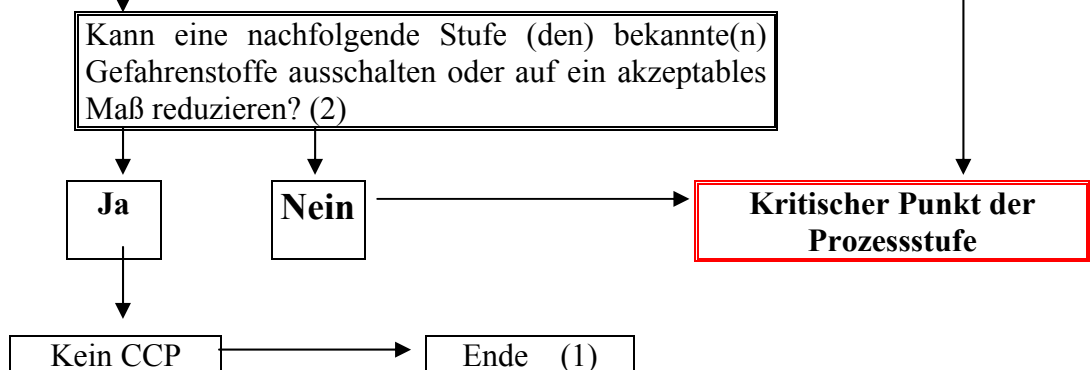 Kann eine nachfolgende Stufe (den) bekannte(n)
Gefahrenstoffe ausschalten oder auf ein akzeptables
Maß reduzieren? (2)
Ja
Nein
Kritischer Punkt der
Prozessstufe
Kein CCP
Ende (1)